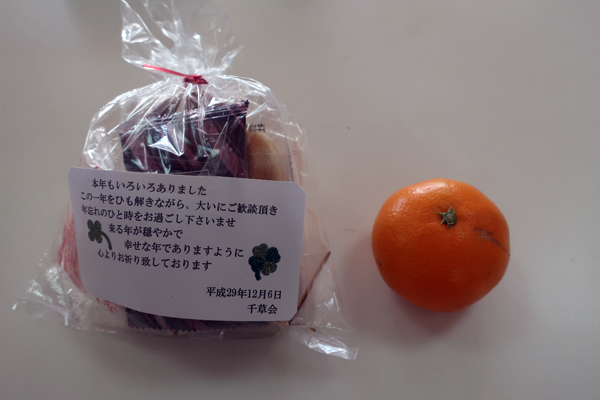 本年もいろいろありました
この一年をひも解きながら、大いにご歓談頂き
年忘れのひと時をお過ごし下さいませ
来る年が穏やかで
幸せな年でありますように
心よりお祈り致しております
平成29年12月6日
千草会